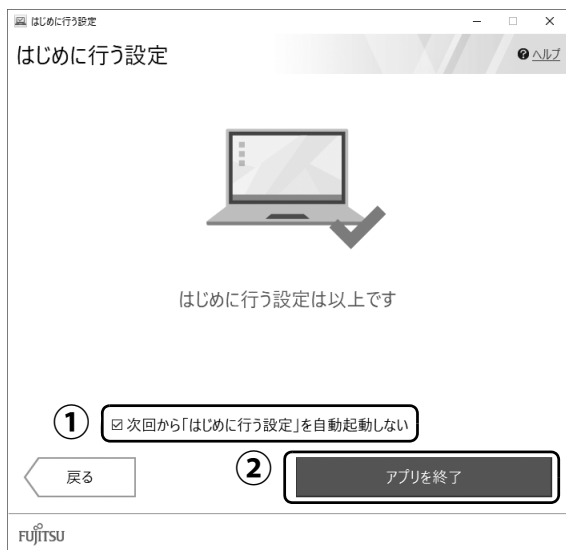 はじめに行う設定
はじめに行う設定
ヘルプ
はじめに行う設定は以上です
① ☑ 次回から「はじめに行う設定」を自動起動しない
戻る
② アプリを終了
FUJITSU